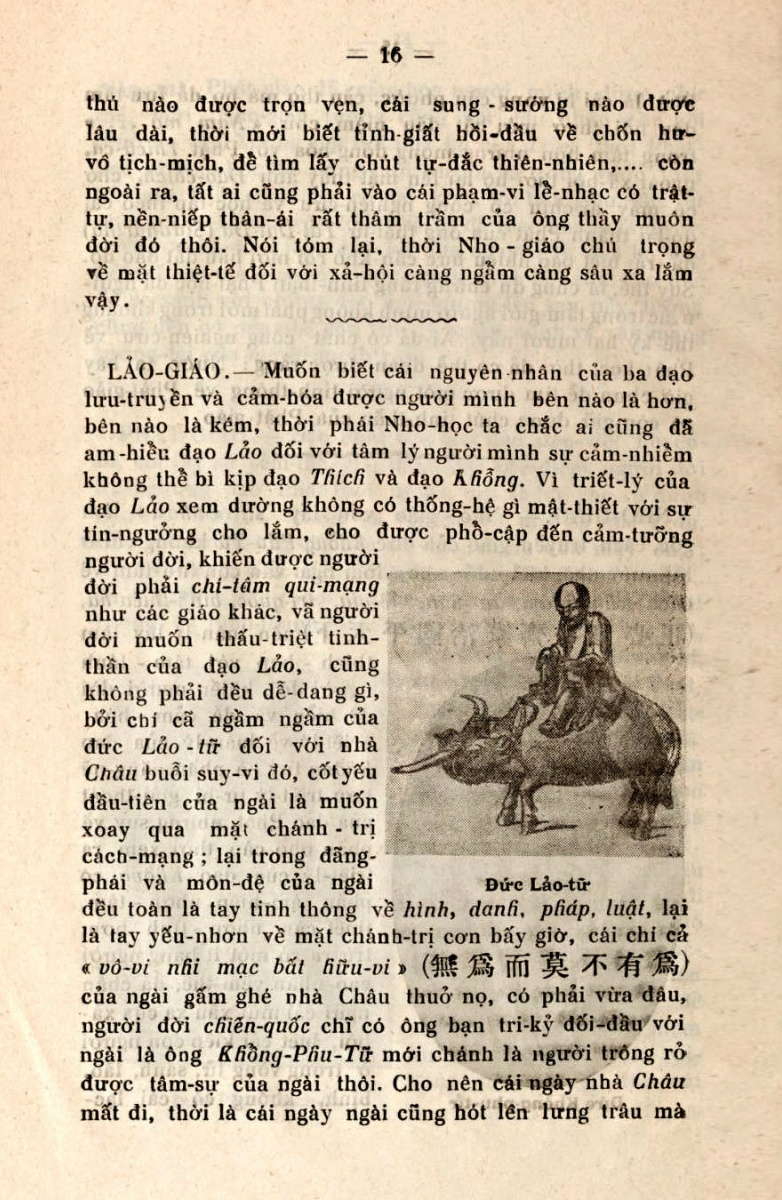 — 16 —
thú nào được trọn vẹn, cái sung - sướng nào được
lâu dài, thời mới biết tỉnh-giất hồi-đầu về chốn hư-
vô tịch-mịch, để tìm lấy chút tự-đắc thiên-nhiên,.... còn
ngoài ra, tất ai cũng phải vào cái phạm-vi lễ-nhạc có trật-
tự, nền-niếp thân-ái rất thâm trầm của ông thầy muôn
đời đó thôi. Nói tóm lại, thời Nho - giáo chú trọng
về mặt thiệt-tế đối với xả-hội càng ngẫm càng sâu xa lắm
vậy.
LẢO-GIÁO.— Muốn biết cái nguyên-nhân của ba đạo
lưu-truyền và cảm-hóa được người mình bên nào là hơn,
bên nào là kém, thời phái Nho-học ta chắc ai cũng đã
am-hiểu đạo Lảo đối với tâm lý người mình sự cảm-nhiễm
không thể bì kịp đạo Thích và đạo Khổng. Vì triết-lý của
đạo Lảo xem dường không có thống-hệ gì mật-thiết với sự
tín-ngưởng cho lắm, cho được phổ-cập đến cảm-tưỡng
người đời, khiến được người
đời phải chí-tâm qui-mạng
như các giáo khác, vã người
đời muốn thấu-triệt tinh-
thần của đạo Lảo, cũng
không phải dều dễ-dang gì,
bởi chí cã ngầm ngầm của
đức Lảo - tữ đối với nhà
Châu buỗi suy-vi đó, cốt yếu
đầu-tiên của ngài là muốn
xoay qua mặt chánh - trị
cách-mạng ; lại trong đãng-
phái và môn-đệ của ngài
Đức Lảo-tữ
đều toàn là tay tinh thông về hình, danh, pháp, luật, lại
là tay yếu-nhơn về mặt chánh-trị cơn bấy giờ, cái chí cả
« vô-vi nhi mạc bất hữu-vi » (無爲而莫不有爲)
của ngài gấm ghé nhà Châu thuở nọ, có phải vừa đâu,
người đời chiến-quốc chĩ có ông bạn tri-kỷ đối-đầu với
ngài là ông Khổng-Phu-Tữ mới chánh là người trông rỏ
được tâm-sự của ngài thôi. Cho nên cái ngày nhà Châu
mất đi, thời là cái ngày ngài cũng hót lên lưng trâu mà